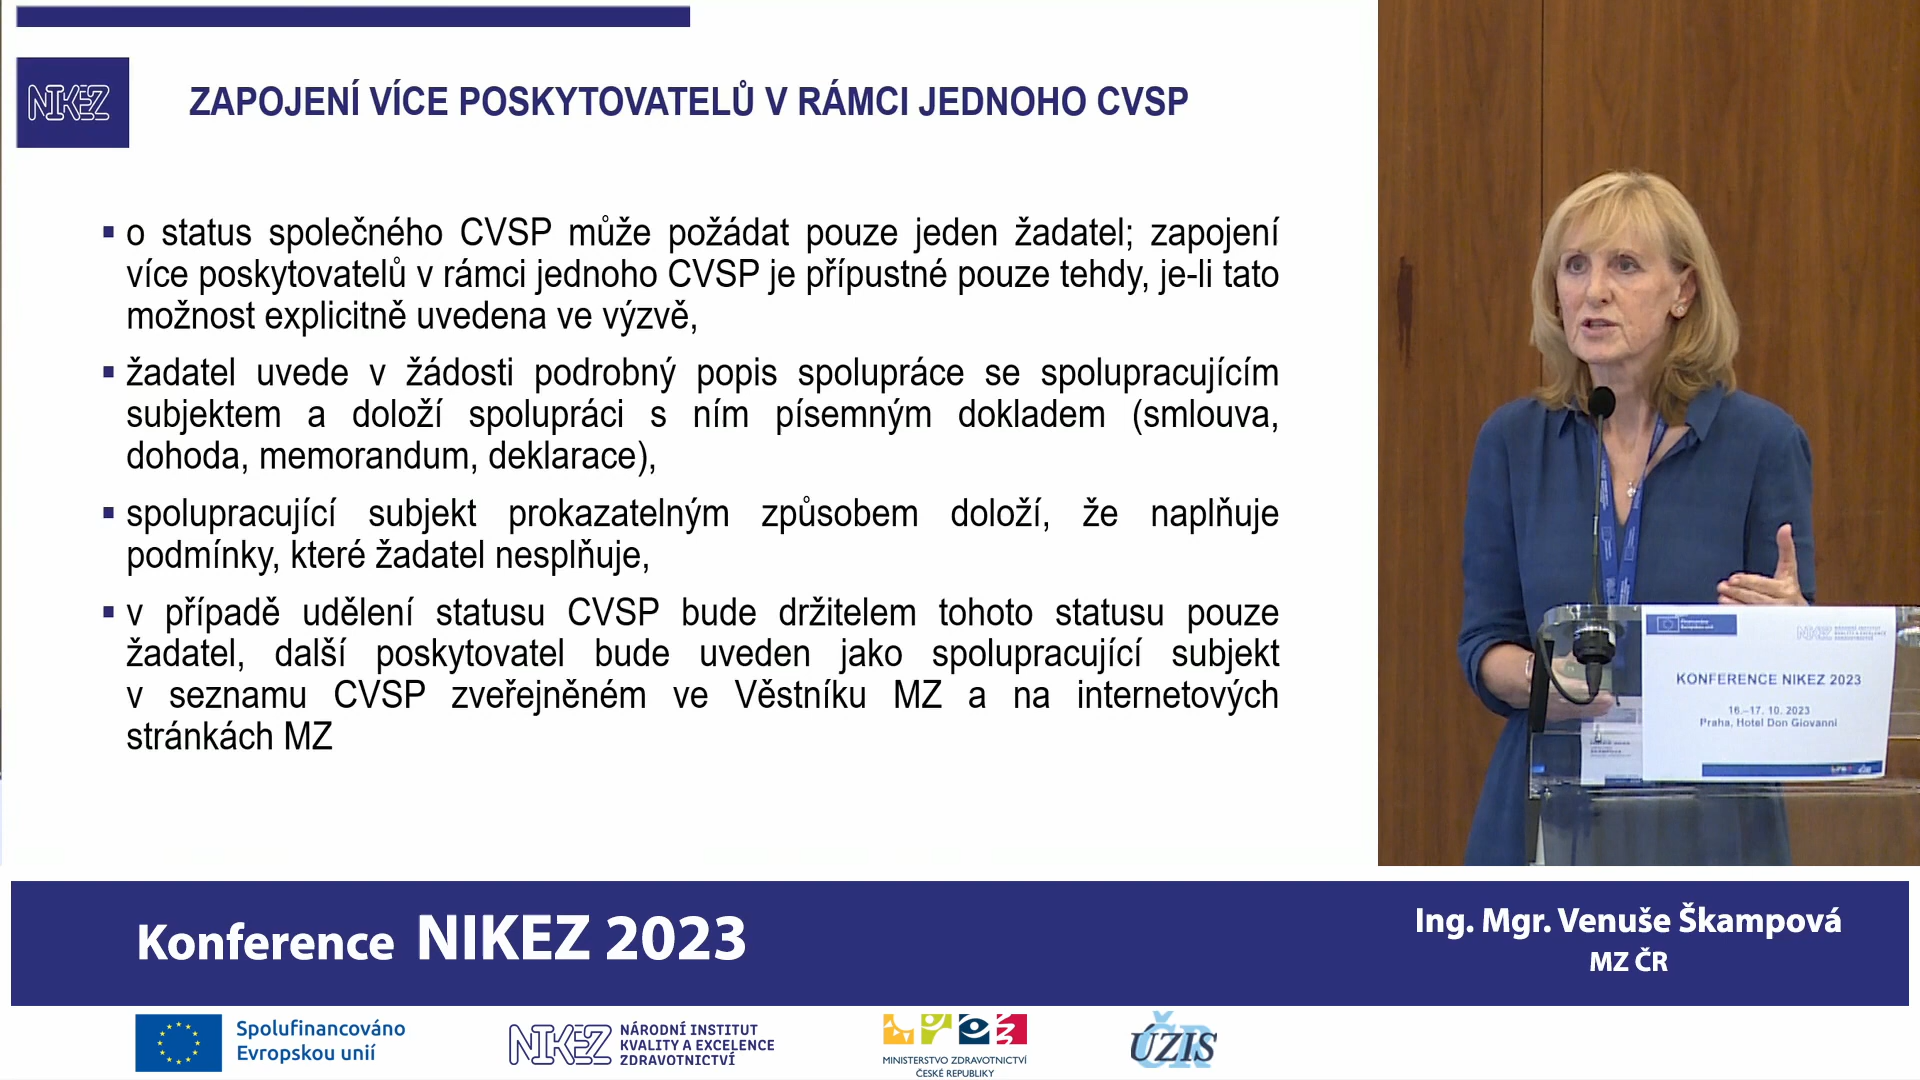 NIKEZ
ZAPOJENÍ VÍCE POSKYTOVATELŮ V RÁMCI JEDNOHO CVSP
o status společného CVSP může požádat pouze jeden žadatel; zapojení
více poskytovatelů v rámci jednoho CVSP je přípustné pouze tehdy, je-li tato
možnost explicitně uvedena ve výzvě,
žadatel uvede v žádosti podrobný popis spolupráce se spolupracujícím
subjektem a doloží spolupráci s ním písemným dokladem (smlouva,
dohoda, memorandum, deklarace),
spolupracující subjekt prokazatelným způsobem doloží, že naplňuje
podmínky, které žadatel nesplňuje,
v případě udělení statusu CVSP bude držitelem tohoto statusu pouze
žadatel, další poskytovatel bude uveden jako spolupracující subjekt
v seznamu CVSP zveřejněném ve Věstníku MZ a na internetových
stránkách MZ
NIKEZ
KONFERENCE NIKEZ 2023
16.–17. 10. 2023
Praha, Hotel Don Giovanni
Konference NIKEZ 2023
Ing. Mgr. Venuše Škampová
MZ ČR
Spolufinancováno
Evropskou unií
NIKEZ
NÁRODNÍ INSTITUT
KVALITY A EXCELENCE
ZDRAVOTNICTVÍ
MINISTERSTVO ZDRAVOTNICTVÍ
ČESKÉ REPUBLIKY
ÚZIS
ČR